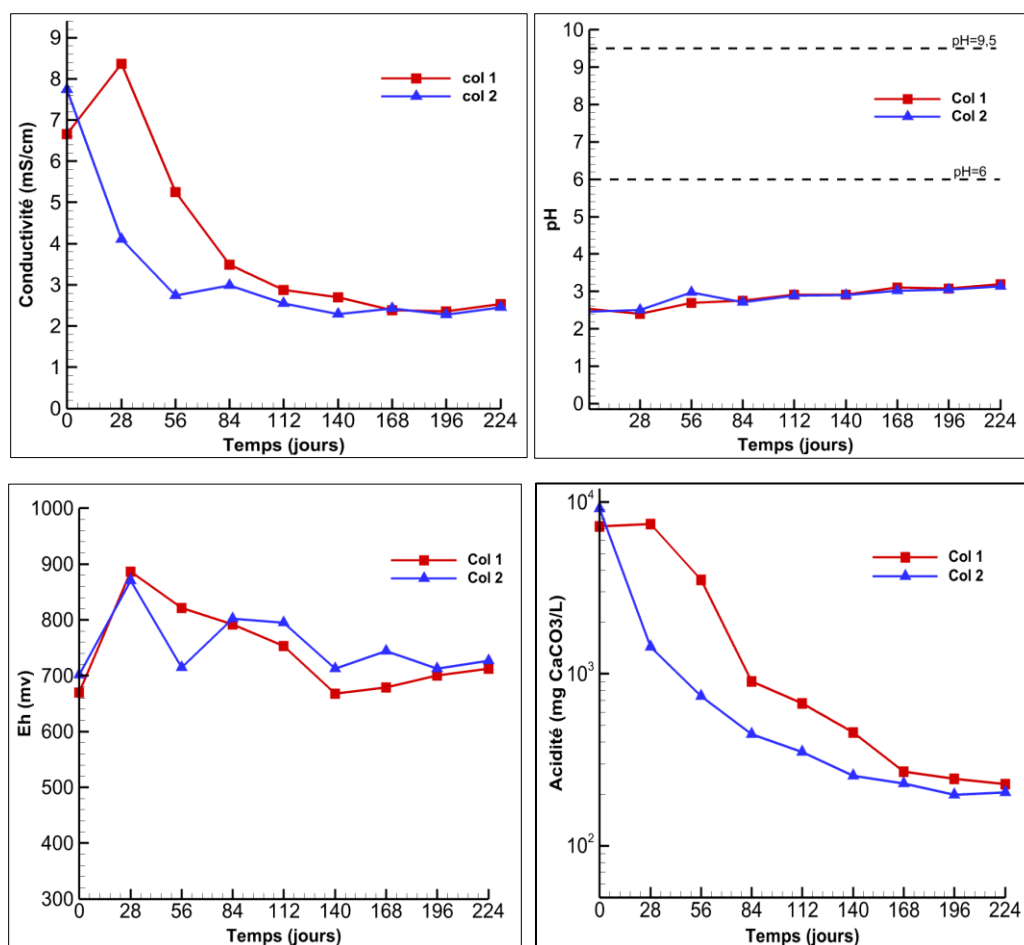 Conductivité (mS/cm)
9
8
7
6
5
4
3
2
1
0
col 1
col 2
0 28 56 84 112 140 168 196 224
Temps (jours)
pH
10
9
8
7
6
5
4
3
2
1
0
pH=9,5
Col 1
Col 2
pH=6
28 56 84 112 140 168 196 224
Temps (jours)
Eh (mv)
1000
900
800
700
600
500
400
300
Col 1
Col 2
0 28 56 84 112 140 168 196 224
Temps (jours)
Acidité (mg CaCO3/L)
10⁴
10³
10²
Col 1
Col 2
0 28 56 84 112 140 168 196 224
Temps (jours)